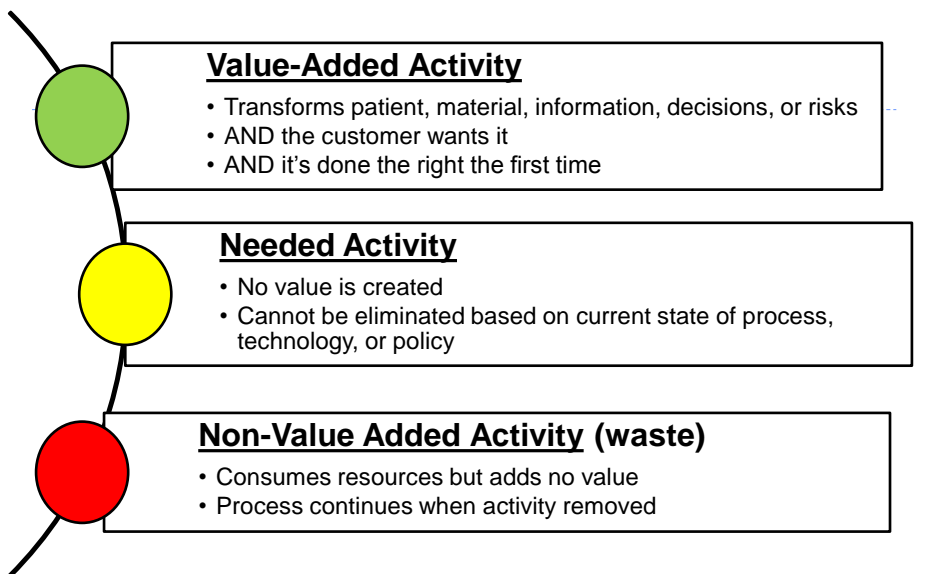 Value-Added Activity
• Transforms patient, material, information, decisions, or risks
• AND the customer wants it
• AND it's done the right the first time
Needed Activity
• No value is created
• Cannot be eliminated based on current state of process,
technology, or policy
Non-Value Added Activity (waste)
• Consumes resources but adds no value
• Process continues when activity removed